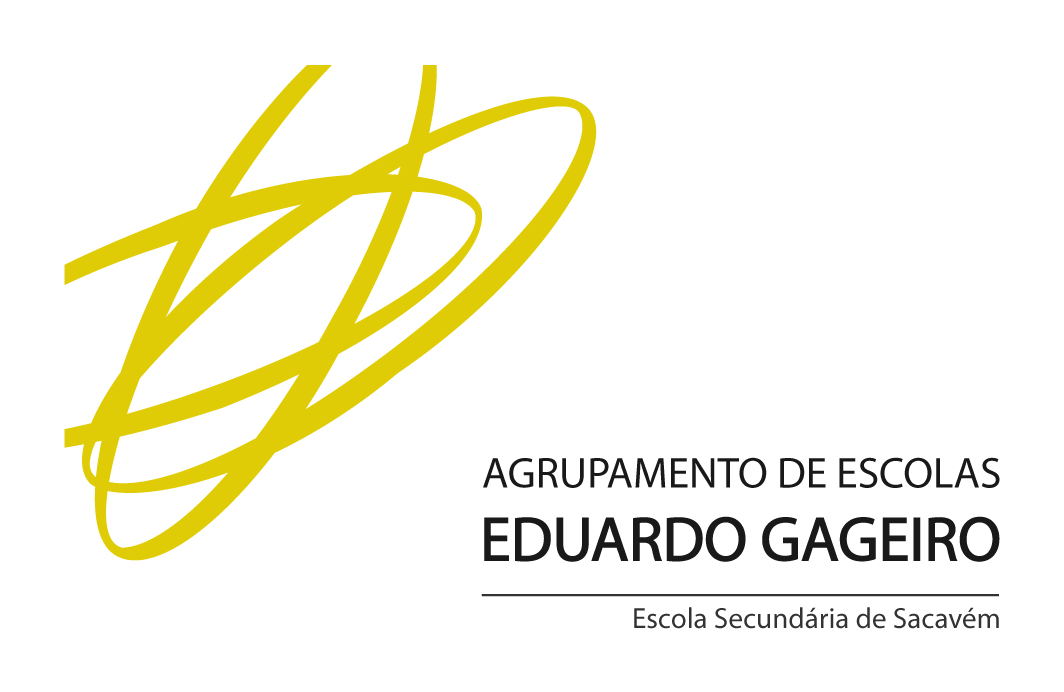 AGRUPAMENTO DE ESCOLAS
EDUARDO GAGEIRO
Escola Secundária de Sacavém